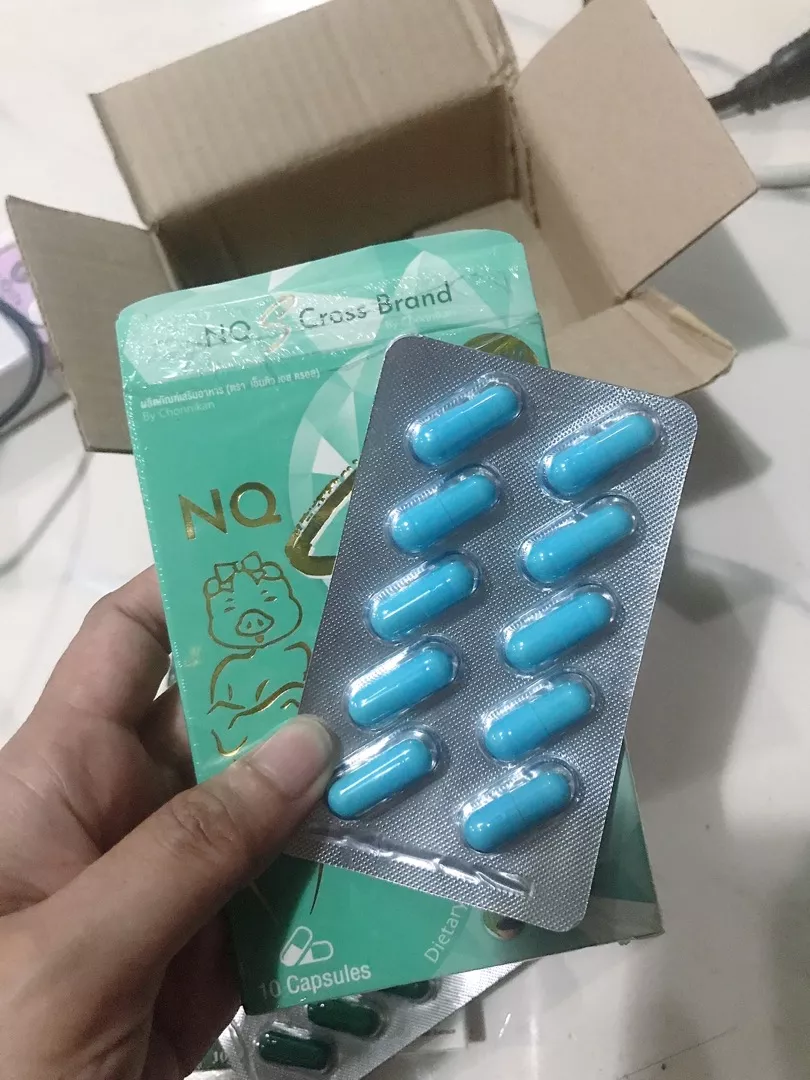 NQ S Cross Brand
ผลิตภัณฑ์เสริมอาหาร (ตรา เอ็นคิว เอส ครอส)
By Chonnikan
NQ
10 Capsules
Dietary